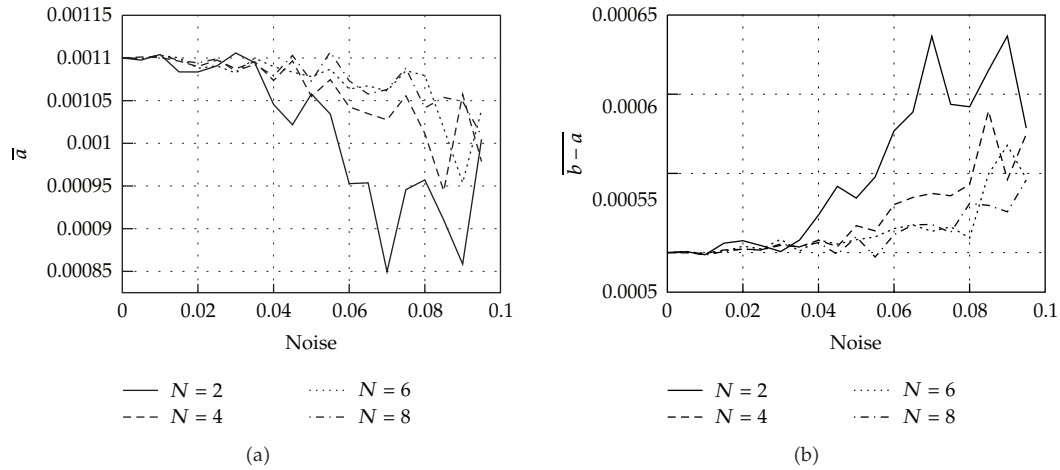 0.00115
0.0011
0.00105
0.001
0.00095
0.0009
0.00085
a
0 0.02 0.04 0.06 0.08 0.1
Noise
N = 2
N = 4
N = 6
N = 8
(a)
0.00065
0.0006
0.00055
0.0005
b − a
0 0.02 0.04 0.06 0.08 0.1
Noise
N = 2
N = 4
N = 6
N = 8
(b)